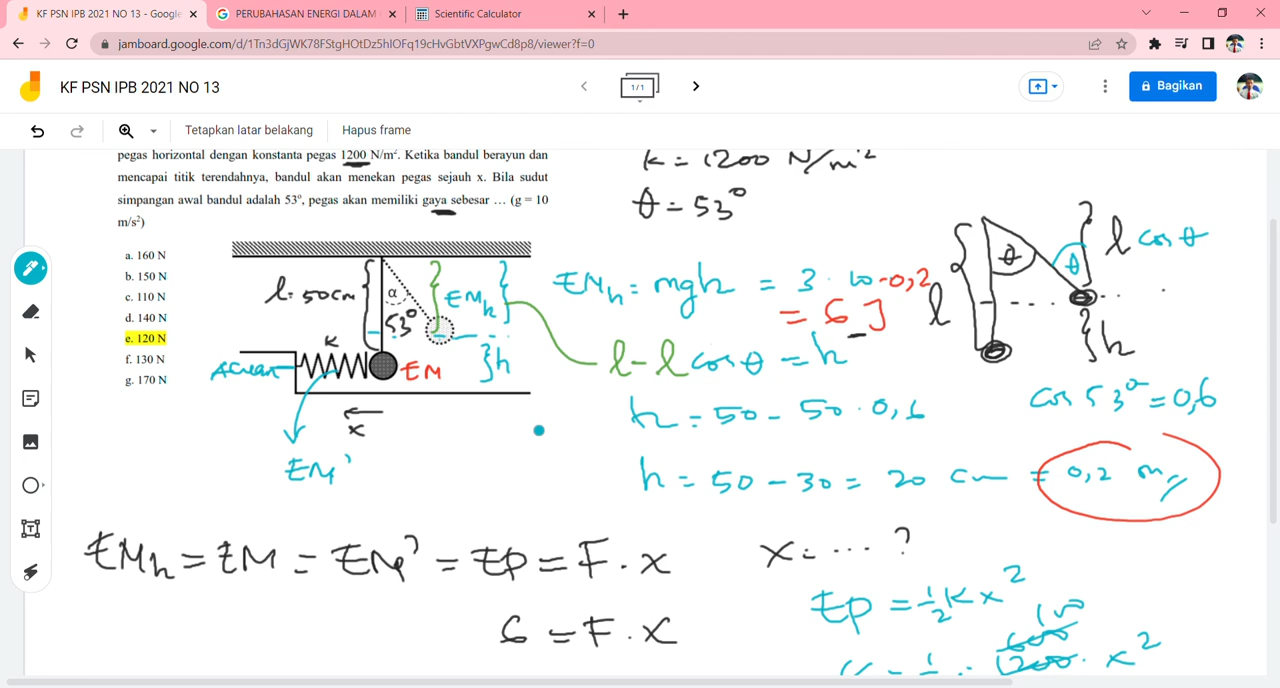 KF PSN IPB 2021 NO 13 - Google
PERUBAHASAN ENERGI DALAM
Scientific Calculator
jamboard.google.com/d/1Tn3dGjWK78FStgHOtDz5hIOFq19cHvGbtVXPgwCd8p8/viewer?f=0
KF PSN IPB 2021 NO 13
1/1
Bagikan
Tetapkan latar belakang
Hapus frame
pegas horizontal dengan konstanta pegas 1200 N/m². Ketika bandul berayun dan
mencapai titik terendahnya, bandul akan menekan pegas sejauh x. Bila sudut
simpangan awal bandul adalah 53°, pegas akan memiliki gaya sebesar … (g = 10
m/s²)
a. 160 N
b. 150 N
c. 110 N
d. 140 N
e. 120 N
f. 130 N
g. 170 N
l = 50cm
α
53°
EMh
}h
K
EM
x
EM'
k = 1200 N/m²
θ = 53°
EMh = mgh = 3 · 10 · 0,2
= 6 J
l - l cos θ = h
h = 50 - 50 · 0,6
h = 50 - 30 = 20 cm = 0,2 m
l
θ
θ
l cos θ
}h
cos 53° = 0,6
EMh = EM = EM' = EP = F . x
6 = F . x
x = ... ?
Ep = ½ k x²
600
1200 . x²